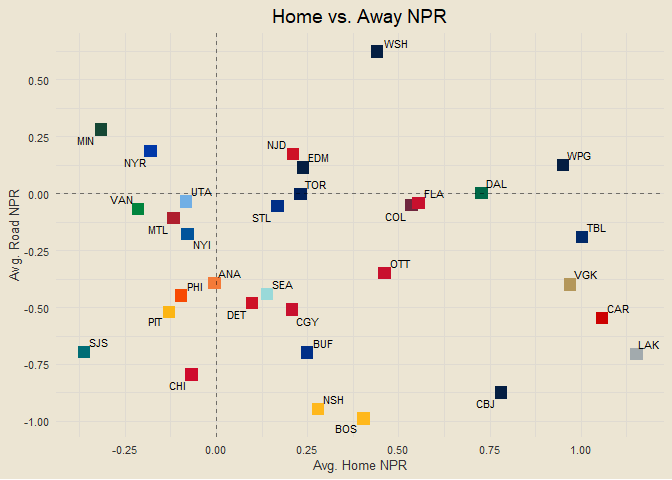 Home vs. Away NPR
WSH
0.50
MIN
NYR
0.25
NJD
EDM
WPG
0.00
VAN
UTA
TOR
STL
FLA
COL
DAL
MTL
NYI
TBL
-0.25
Avg. Road NPR
ANA
OTT
VGK
PHI
SEA
-0.50
PIT
DET
CGY
CAR
SJS
BUF
LAK
-0.75
CHI
NSH
CBJ
BOS
-1.00
-0.25
0.00
0.25
0.50
0.75
1.00
Avg. Home NPR